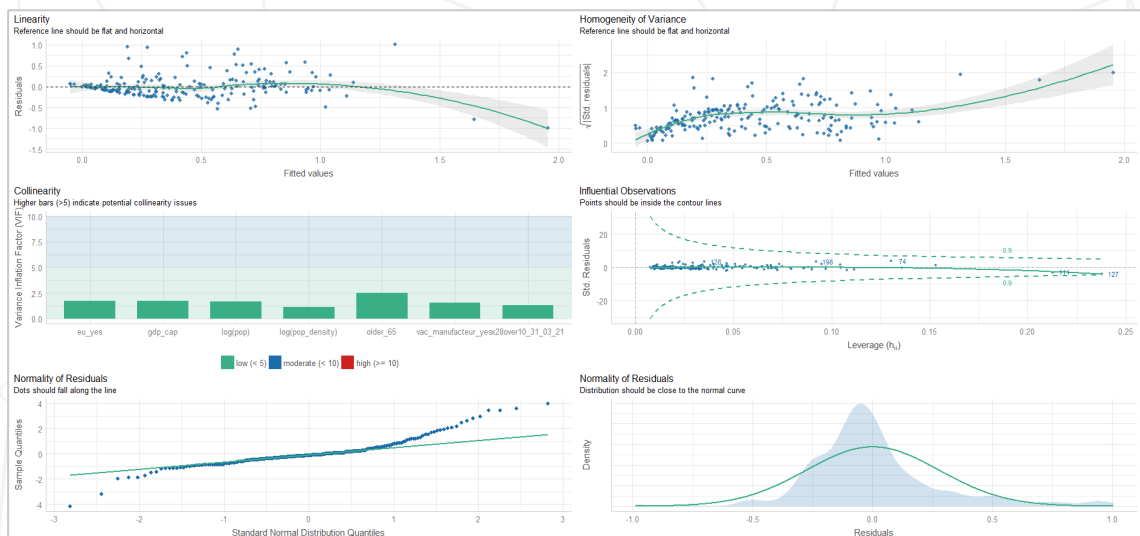 Linearity
Reference line should be flat and horizontal
Residuals
1.0
0.5
0.0
-0.5
-1.0
-1.5
0.0 0.5 1.0 1.5 2.0
Fitted values
Homogeneity of Variance
Reference line should be flat and horizontal
√|Std. residuals|
2
1
0
0.0 0.5 1.0 1.5 2.0
Fitted values
Collinearity
Higher bars (>5) indicate potential collinearity issues
Variance Inflation Factor (VIF)
10.0
7.5
5.0
2.5
0.0
eu_yes gdp_cap log(pop) log(pop_density) older_65 vac_manufacteur_yes x28over10_31_03_21
low (< 5) moderate (< 10) high (>= 10)
Influential Observations
Points should be inside the contour lines
Std. Residuals
20
0
-20
0.9
126 198 74
111 127
0.9
0.00 0.05 0.10 0.15 0.20 0.25
Leverage (hii)
Normality of Residuals
Dots should fall along the line
Sample Quantiles
4
2
0
-2
-4
-3 -2 -1 0 1 2 3
Standard Normal Distribution Quantiles
Normality of Residuals
Distribution should be close to the normal curve
Density
-1.0 -0.5 0.0 0.5 1.0
Residuals